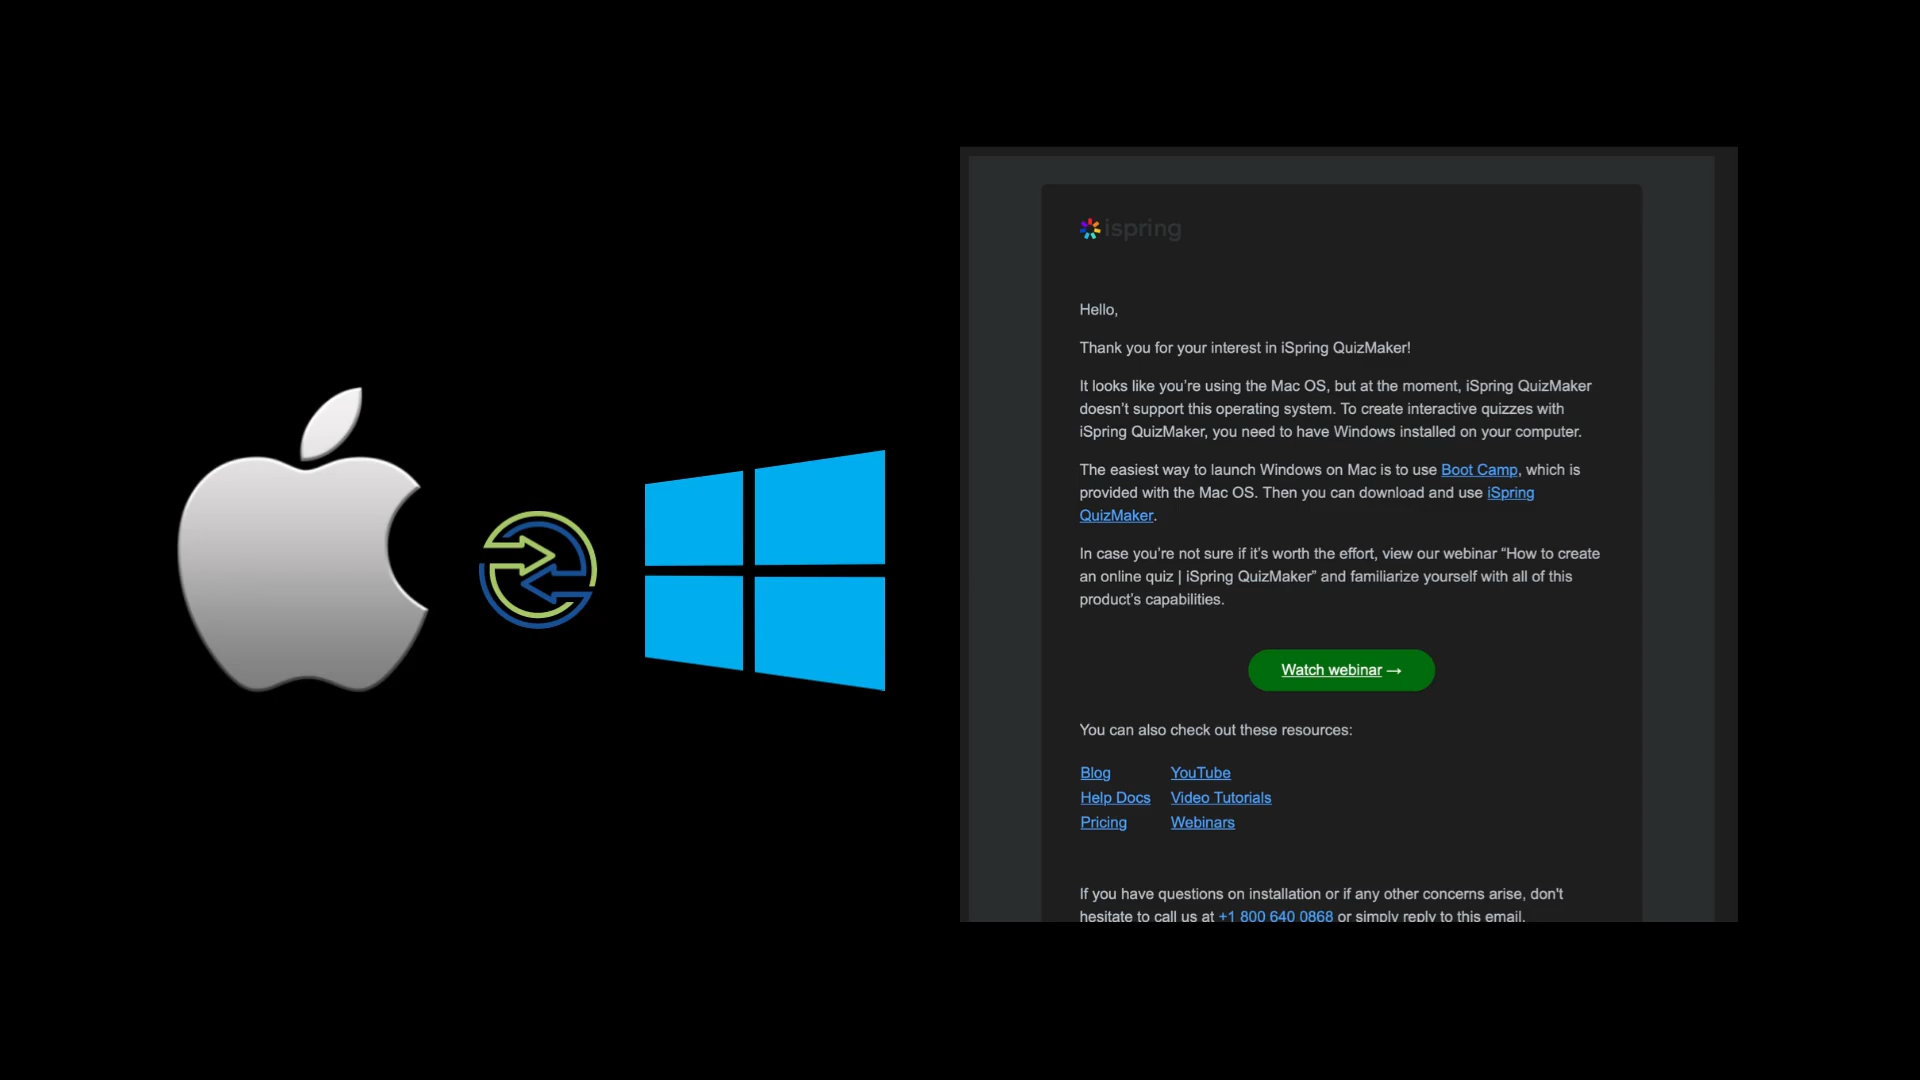 ispring
Hello,
Thank you for your interest in iSpring QuizMaker!
It looks like you’re using the Mac OS, but at the moment, iSpring QuizMaker
doesn’t support this operating system. To create interactive quizzes with
iSpring QuizMaker, you need to have Windows installed on your computer.
The easiest way to launch Windows on Mac is to use Boot Camp, which is
provided with the Mac OS. Then you can download and use iSpring
QuizMaker.
In case you’re not sure if it’s worth the effort, view our webinar “How to create
an online quiz | iSpring QuizMaker” and familiarize yourself with all of this
product’s capabilities.
Watch webinar →
You can also check out these resources:
Blog YouTube
Help Docs Video Tutorials
Pricing Webinars
If you have questions on installation or if any other concerns arise, don't
hesitate to call us at +1 800 640 0868 or simply reply to this email.